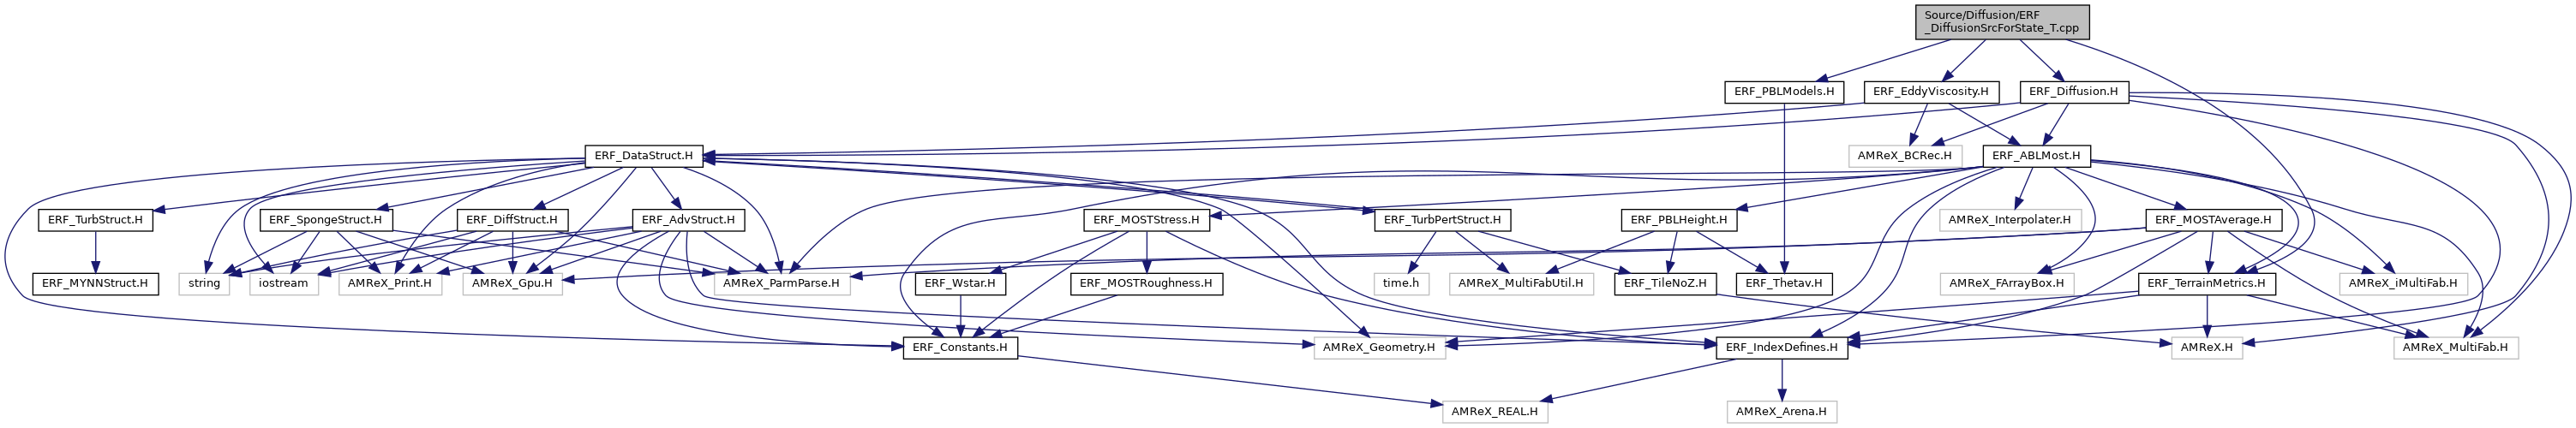 Source/Diffusion/ERF
_DiffusionSrcForState_T.cpp
ERF_PBLModels.H
ERF_EddyViscosity.H
ERF_Diffusion.H
ERF_DataStruct.H
AMReX_BCRec.H
ERF_ABLMost.H
ERF_TurbStruct.H
ERF_SpongeStruct.H
ERF_DiffStruct.H
ERF_AdvStruct.H
ERF_MOSTStress.H
ERF_TurbPertStruct.H
ERF_PBLHeight.H
AMReX_Interpolater.H
ERF_MOSTAverage.H
ERF_MYNNStruct.H
string
iostream
AMReX_Print.H
AMReX_Gpu.H
AMReX_ParmParse.H
ERF_Wstar.H
ERF_MOSTRoughness.H
time.h
AMReX_MultiFabUtil.H
ERF_TileNoZ.H
ERF_Thetav.H
AMReX_FArrayBox.H
ERF_TerrainMetrics.H
AMReX_iMultiFab.H
ERF_Constants.H
AMReX_Geometry.H
ERF_IndexDefines.H
AMReX.H
AMReX_MultiFab.H
AMReX_REAL.H
AMReX_Arena.H